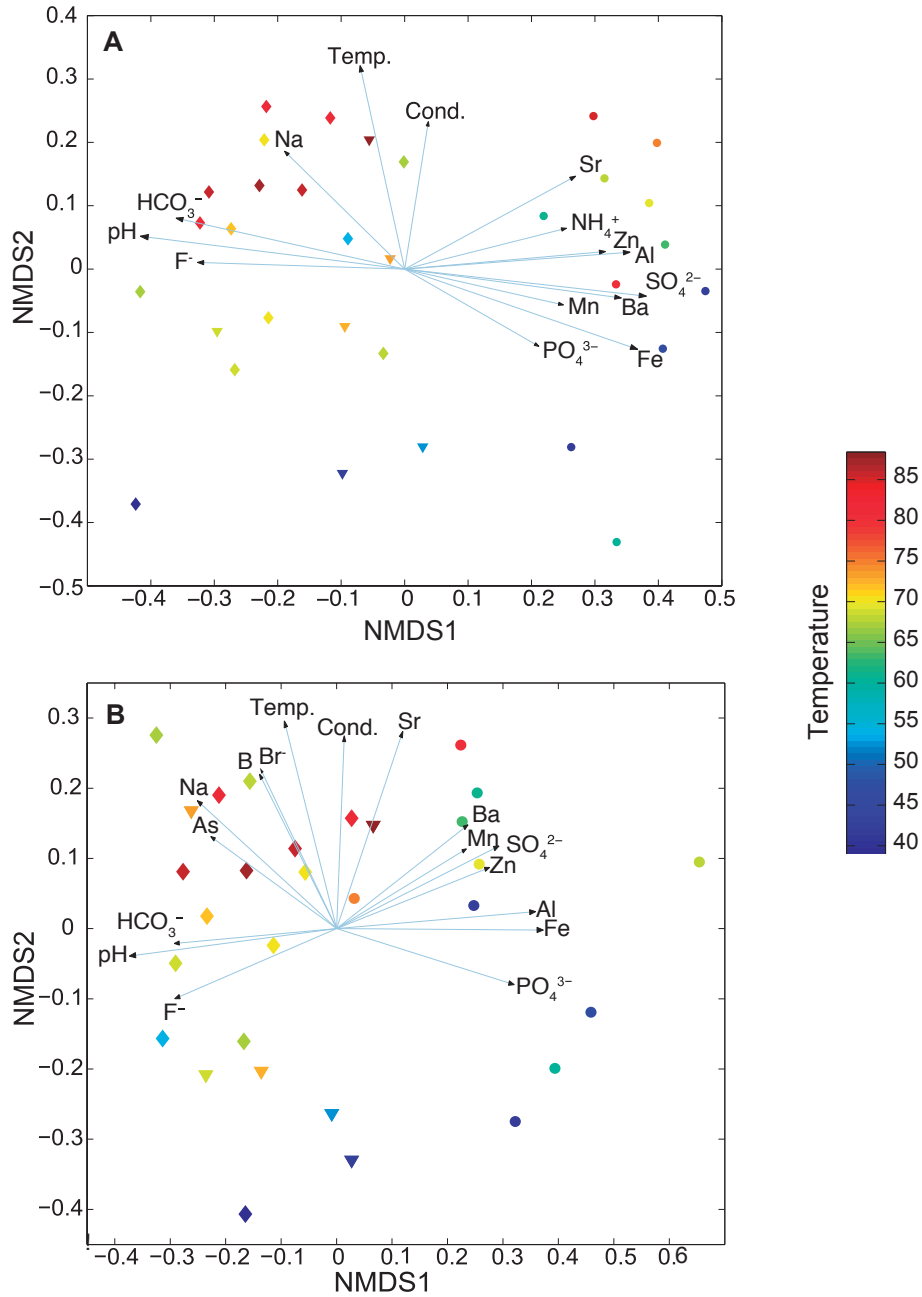 A
0.4
0.3
0.2
0.1
0
−0.1
−0.2
−0.3
−0.4
−0.5
NMDS2
Temp.
Cond.
Na
Sr
HCO₃⁻
pH
F⁻
NH₄⁺
Zn
Al
SO₄²⁻
Mn
Ba
PO₄³⁻
Fe
−0.4 −0.3 −0.2 −0.1 0 0.1 0.2 0.3 0.4 0.5
NMDS1
B
0.3
0.2
0.1
0
−0.1
−0.2
−0.3
−0.4
NMDS2
Temp.
Cond.
Sr
B Br⁻
Na
As
Ba
Mn
SO₄²⁻
Zn
HCO₃⁻
pH
F⁻
Al
Fe
PO₄³⁻
−0.4 −0.3 −0.2 −0.1 0 0.1 0.2 0.3 0.4 0.5 0.6
NMDS1
Temperature
85
80
75
70
65
60
55
50
45
40